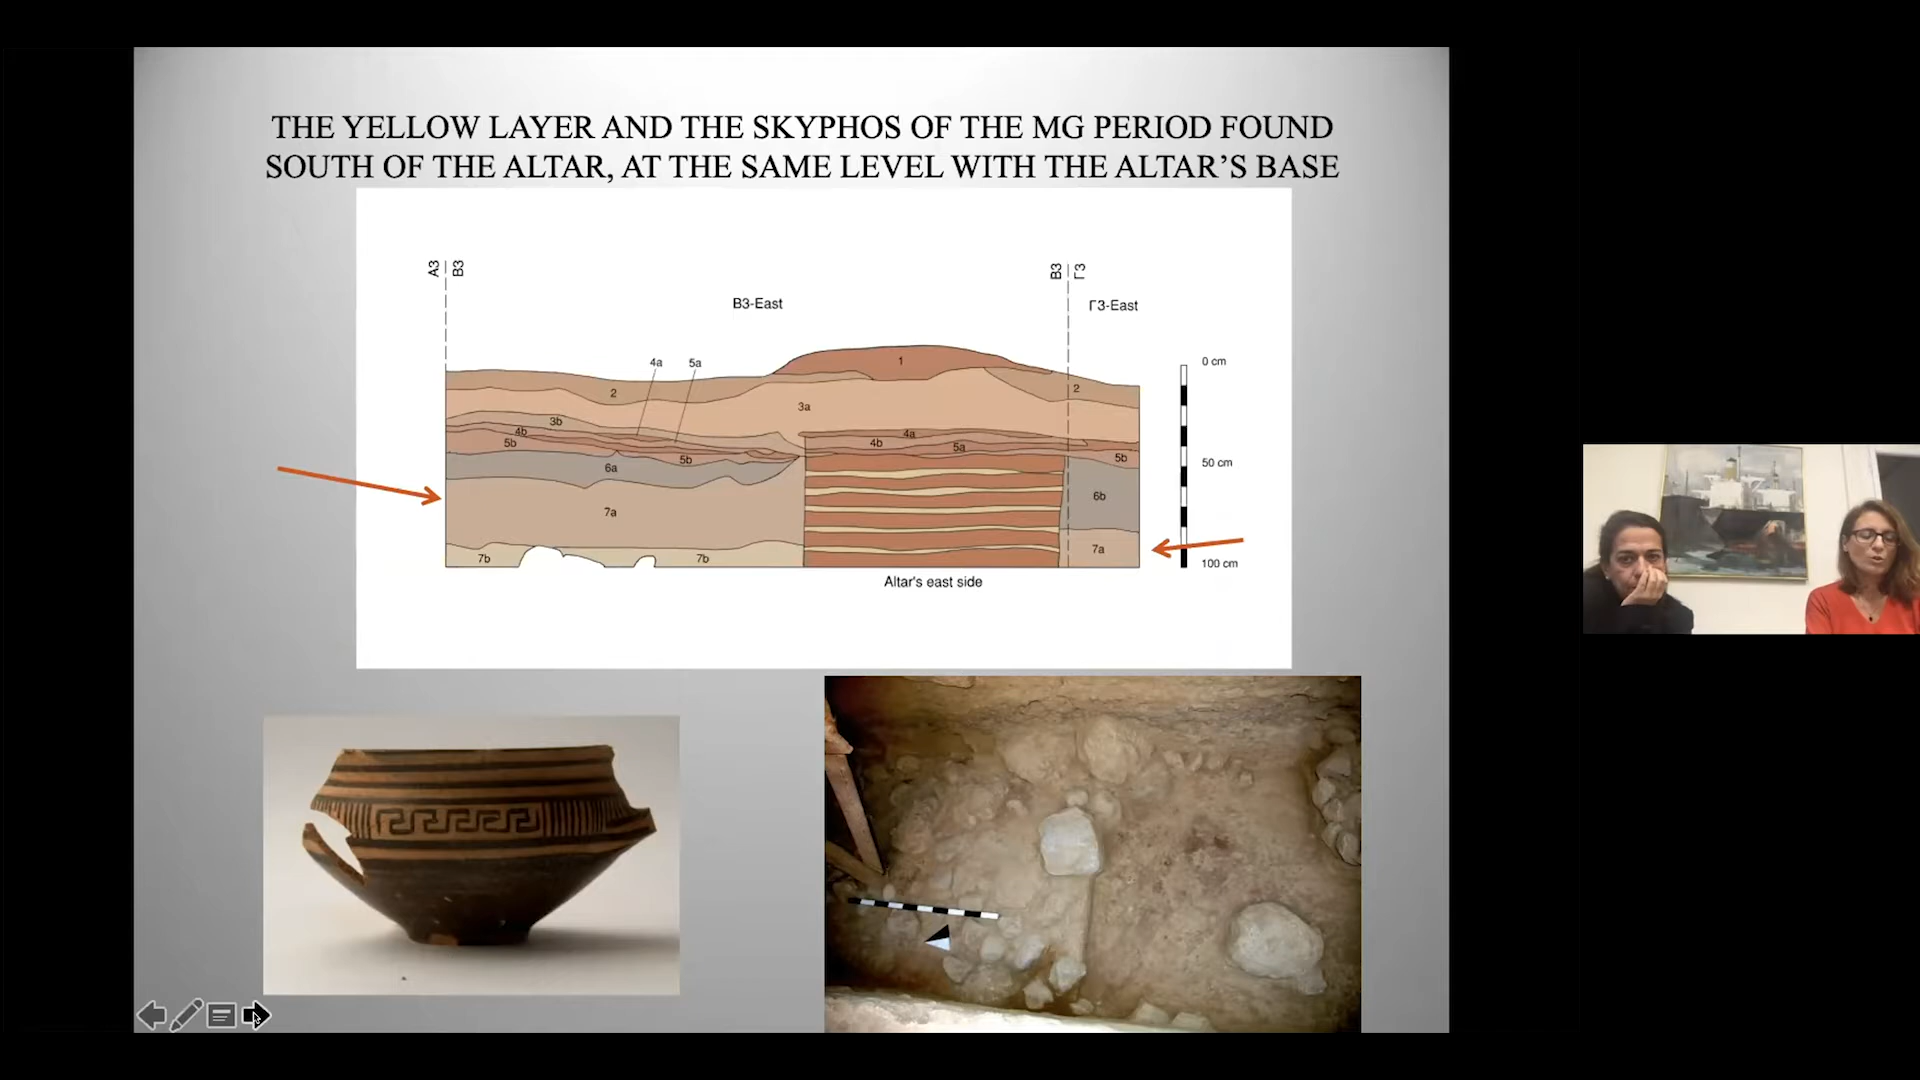 THE YELLOW LAYER AND THE SKYPHOS OF THE MG PERIOD FOUND
SOUTH OF THE ALTAR, AT THE SAME LEVEL WITH THE ALTAR'S BASE
A3
B3
B3
Γ3
B3-East
Γ3-East
4a
5a
1
0 cm
2
2
3a
3b
4b
4a
5b
4b
5a
5b
5b
50 cm
6a
6b
7a
7a
7b
7b
100 cm
Altar's east side